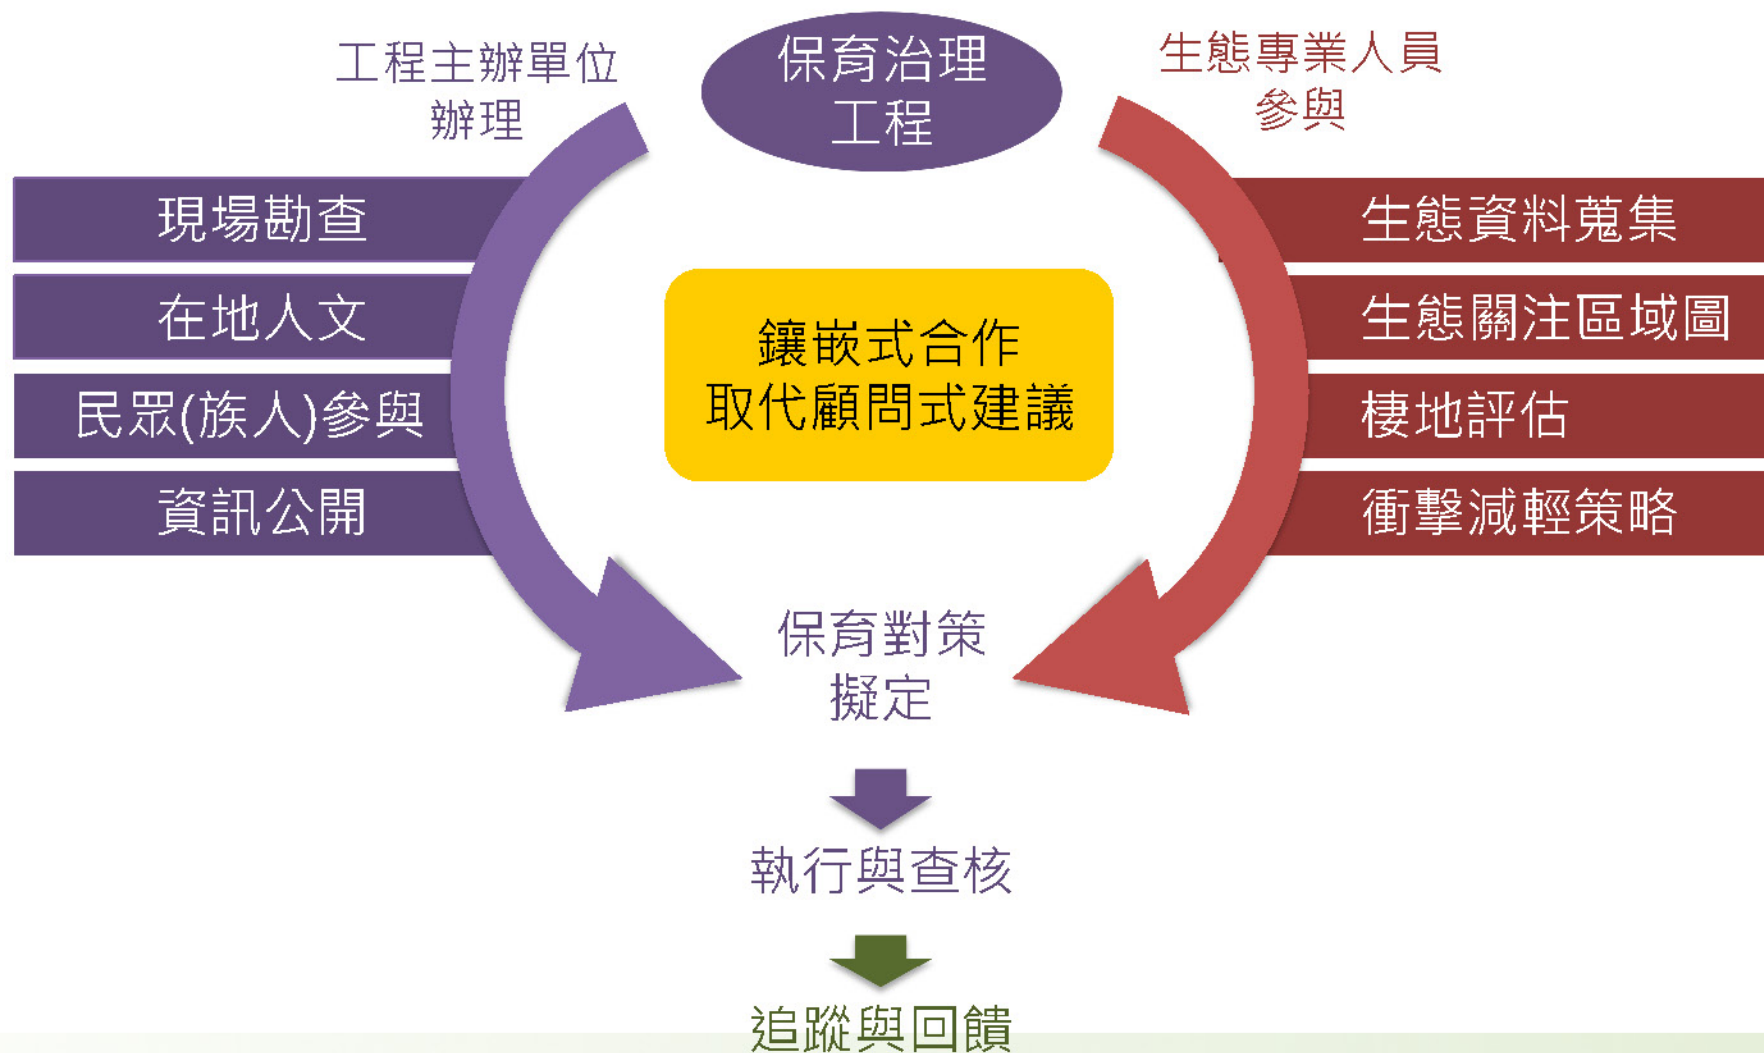 工程主辦單位
辦理
保育治理
工程
生態專業人員
參與
現場勘查
在地人文
民眾(族人)參與
資訊公開
鑲嵌式合作
取代顧問式建議
生態資料蒐集
生態關注區域圖
棲地評估
衝擊減輕策略
保育對策
擬定
執行與查核
追蹤與回饋